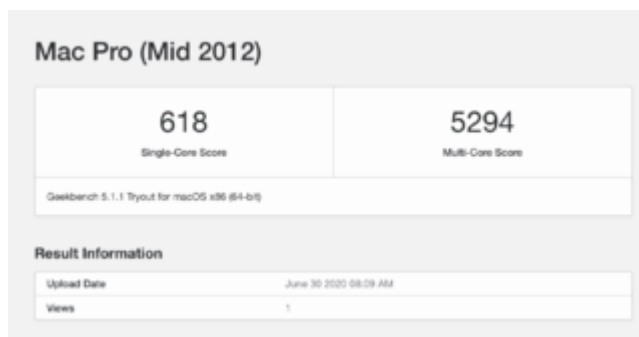 Mac Pro (Mid 2012)
618
5294
Single-Core Score
Multi-Core Score
Geekbench 5.1.1 Tryout for macOS x86 (64-bit)
Result Information
Upload Date June 30 2020 08:09 AM
Views 1